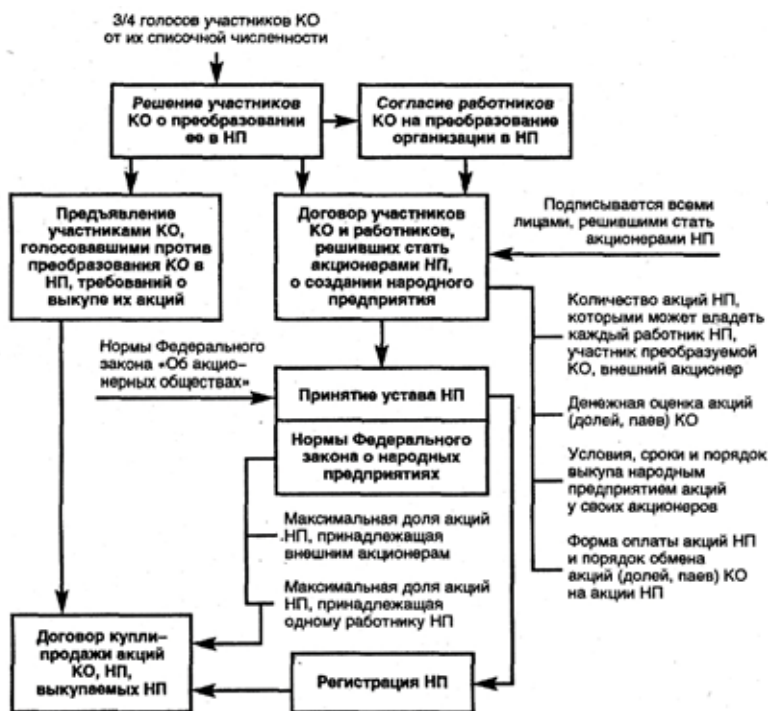 3/4 голосов участников КО
от их списочной численности
Решение участников
КО о преобразовании
ее в НП
Согласие работников
КО на преобразование
организации в НП
Предъявление
участниками КО,
голосовавшими против
преобразования КО в
НП, требований о
выкупе их акций
Договор участников
КО и работников,
решивших стать
акционерами НП,
о создании народного
предприятия
Подписывается всеми
лицами, решившими стать
акционерами НП
Количество акций НП,
которыми может владеть
каждый работник НП,
участник преобразуемой
КО, внешний акционер
Нормы Федерального
закона «Об акцио-
нерных обществах»
Принятие устава НП
Денежная оценка акций
(долей, паев) КО
Нормы Федерального
закона о народных
предприятиях
Условия, сроки и порядок
выкупа народным
предприятием акций
у своих акционеров
Максимальная доля акций
НП, принадлежащая
внешним акционерам
Форма оплаты акций НП
и порядок обмена
акций (долей, паев) КО
на акции НП
Максимальная доля акций
НП, принадлежащая
одному работнику НП
Договор купли–
продажи акций
КО, НП,
выкупаемых НП
Регистрация НП